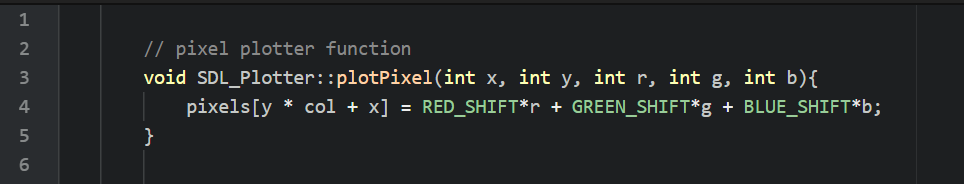 1
2 // pixel plotter function
3 void SDL_Plotter::plotPixel(int x, int y, int r, int g, int b){
4 pixels[y * col + x] = RED_SHIFT*r + GREEN_SHIFT*g + BLUE_SHIFT*b;
5 }
6